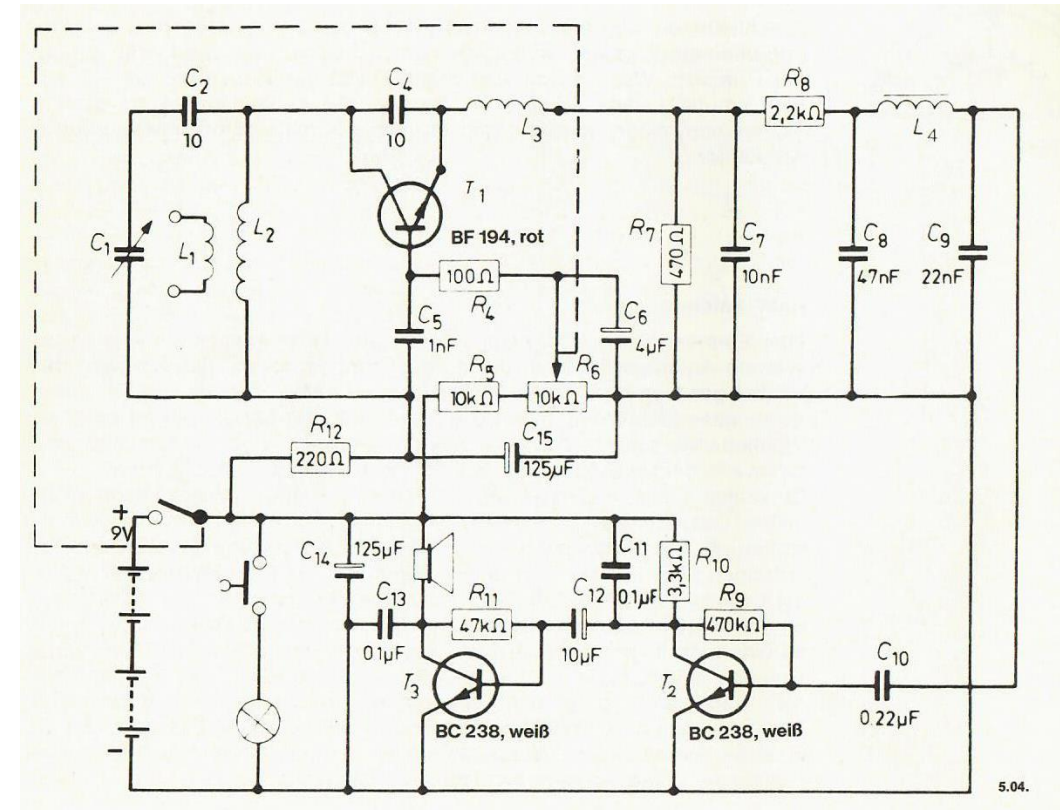 C2
10
C4
10
L3
R8
2,2kΩ
L4
C1
L1
L2
T1
BF 194, rot
R7
470Ω
C7
10nF
C8
47nF
C9
22nF
100Ω
R4
C5
1nF
C6
4µF
R5
10kΩ
R6
10kΩ
R12
220Ω
C15
125µF
+
9V
-
C14
125µF
C13
0.1µF
R11
47kΩ
C12
10µF
C11
0.1µF
R10
3,3kΩ
R9
470kΩ
C10
0.22µF
T3
BC 238, weiß
T2
BC 238, weiß
5.04.